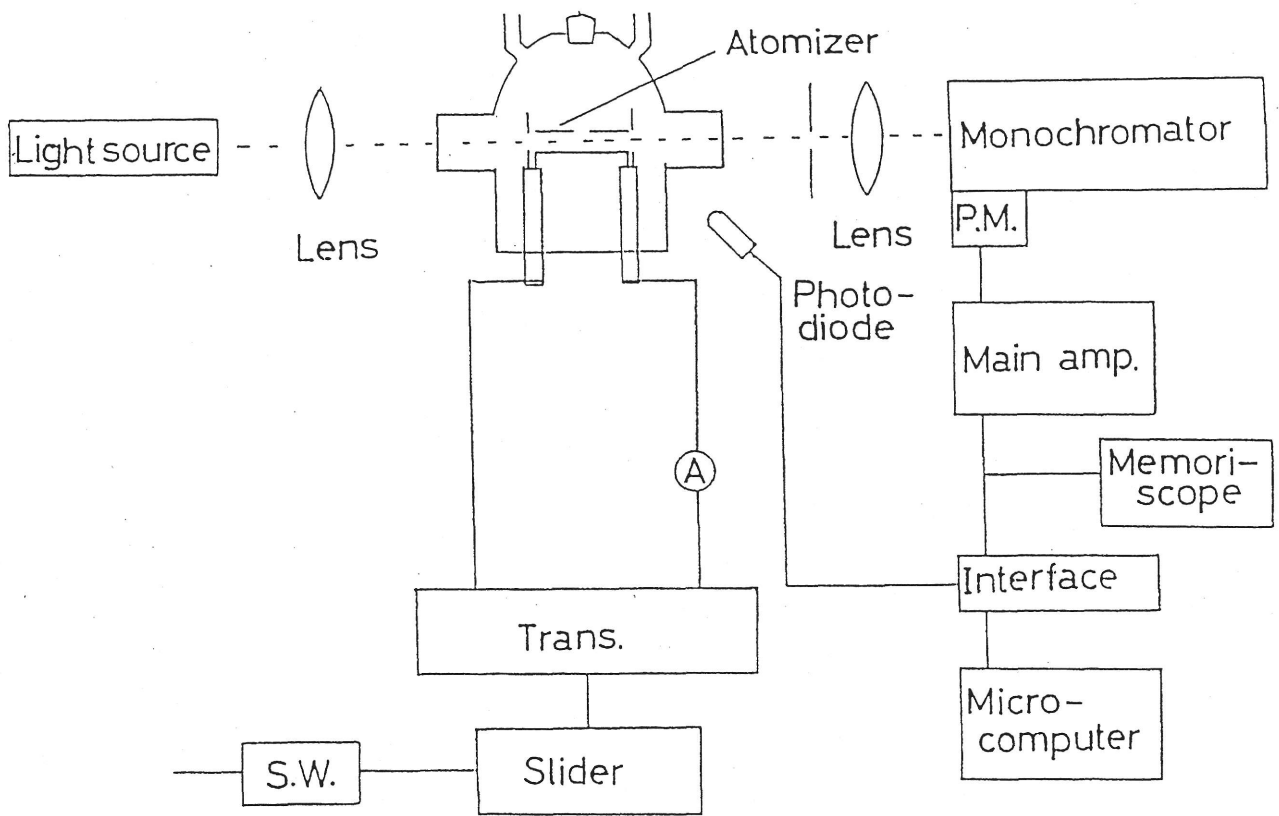 Atomizer
Light source
Monochromator
P.M.
Lens
Lens
Photo-
diode
Main amp.
A
Memori-
scope
Interface
Trans.
Micro-
computer
S.W.
Slider